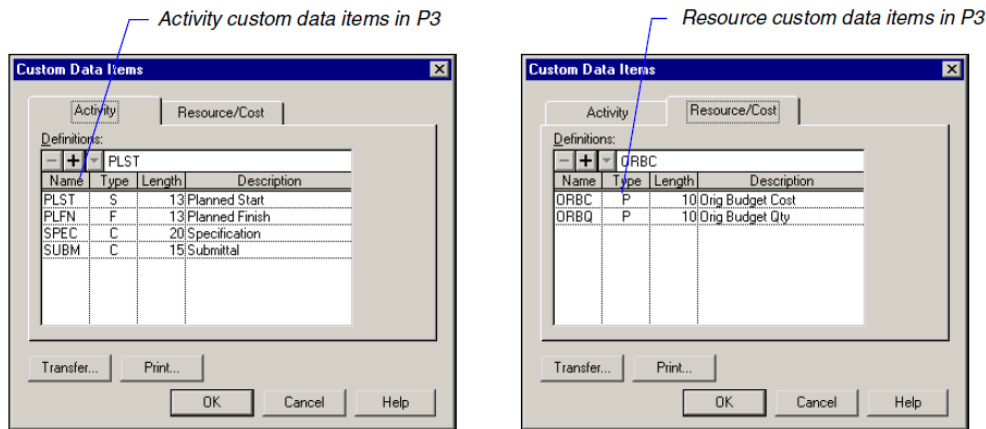 Activity custom data items in P3
Resource custom data items in P3
Custom Data Items
Activity
Resource/Cost
Definitions:
PLST
Name Type Length Description
PLST S 13 Planned Start
PLFN F 13 Planned Finish
SPEC C 20 Specification
SUBM C 15 Submittal
Transfer... Print...
OK Cancel Help
Custom Data Items
Activity
Resource/Cost
Definitions:
ORBC
Name Type Length Description
ORBC P 10 Orig Budget Cost
ORBQ P 10 Orig Budget Qty
Transfer... Print...
OK Cancel Help